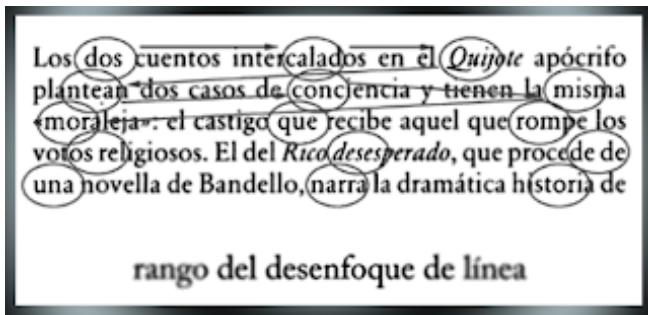 Los dos cuentos intercalados en el Quijote apócrifo
plantean dos casos de conciencia y tienen la misma
«moraleja»: el castigo que recibe aquel que rompe los
votos religiosos. El del Rico desesperado, que procede de
una novella de Bandello, narra la dramática historia de
rango del desenfoque de línea